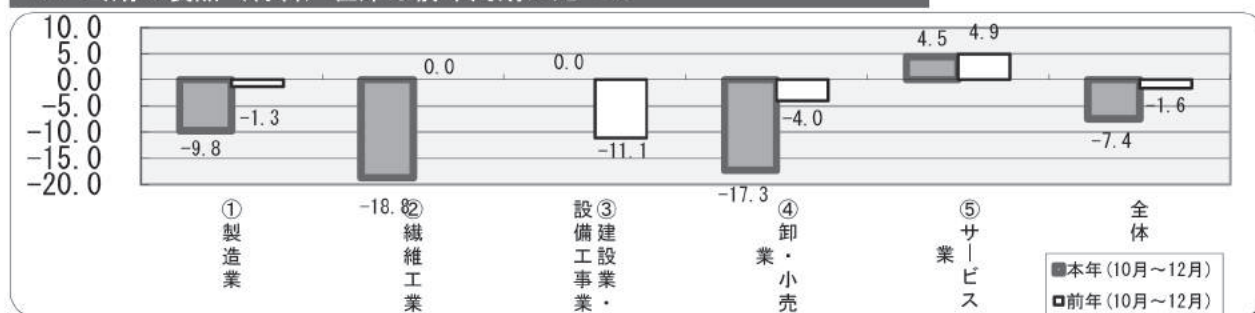 10.0
5.0
0.0
-5.0
-10.0
-15.0
-20.0
-9.8
-1.3
-18.8
0.0
0.0
-11.1
-17.3
-4.0
4.5
4.9
-7.4
-1.6
①製造業
②繊維工業
③建設業・
設備工事業
④卸・小売
業
⑤サービス
業
全体
■本年(10月～12月)
□前年(10月～12月)